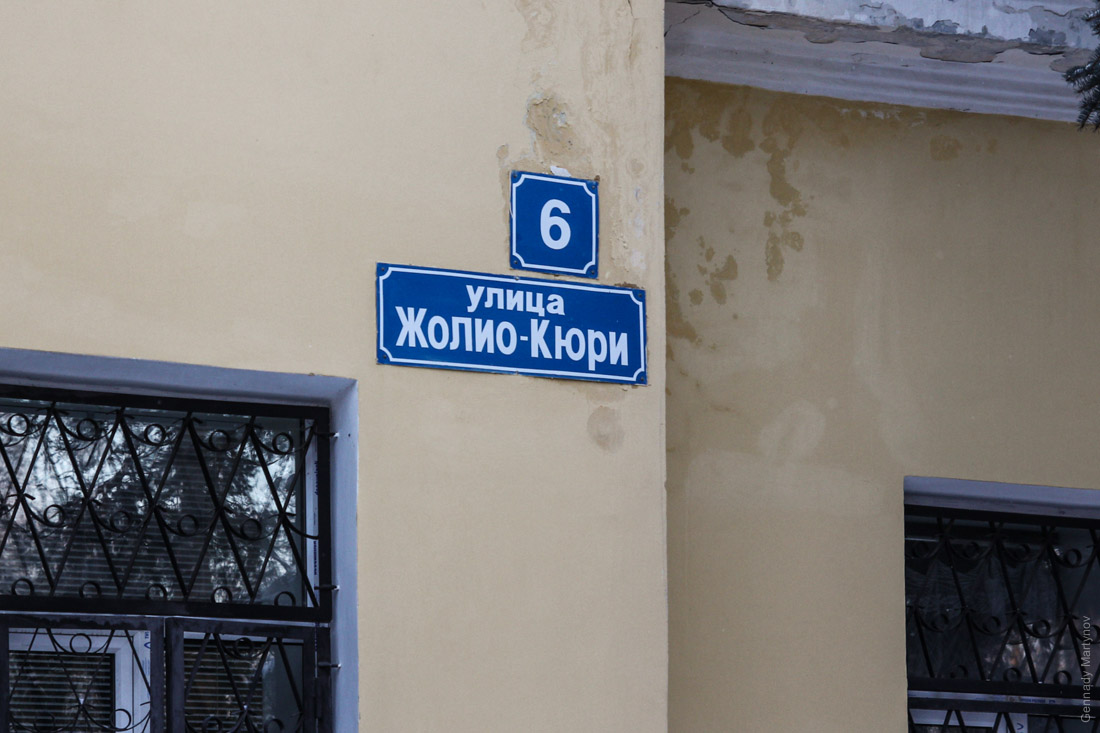 6
улица
Жолио-Кюри
Gennady Martynov